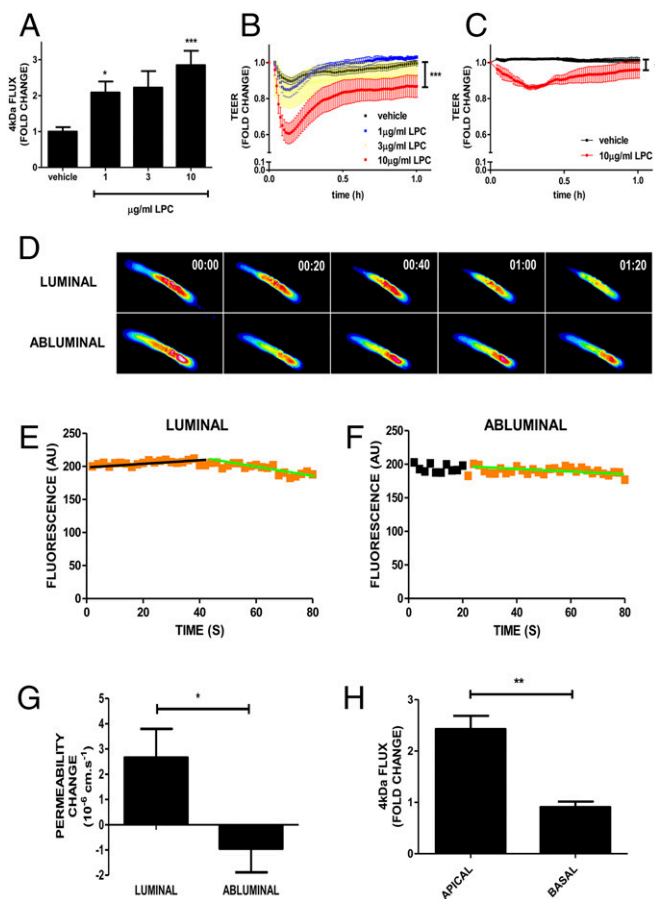 A
4kDa FLUX
(FOLD CHANGE)
4
3
2
1
0
*
***
vehicle 1 3 10
µg/ml LPC
B
TEER
(FOLD CHANGE)
1.0
0.8
0.6
0.1
0.0
0.0 0.5 1.0
time (h)
***
vehicle
1µg/ml LPC
3µg/ml LPC
10µg/ml LPC
C
TEER
(FOLD CHANGE)
1.0
0.8
0.6
0.1
0.0
0.0 0.5 1.0
time (h)
vehicle
10µg/ml LPC
D
LUMINAL
00:00 00:20 00:40 01:00 01:20
ABLUMINAL
E
LUMINAL
FLUORESCENCE (AU)
250
200
150
100
50
0
0 20 40 60 80
TIME (S)
F
ABLUMINAL
FLUORESCENCE (AU)
250
200
150
100
50
0
0 20 40 60 80
TIME (S)
G
PERMEABILITY
CHANGE
(10⁻⁶ cm.s⁻¹)
5
4
3
2
1
0
-1
-2
*
LUMINAL ABLUMINAL
H
4kDa FLUX
(FOLD CHANGE)
3
2
1
0
**
APICAL BASAL